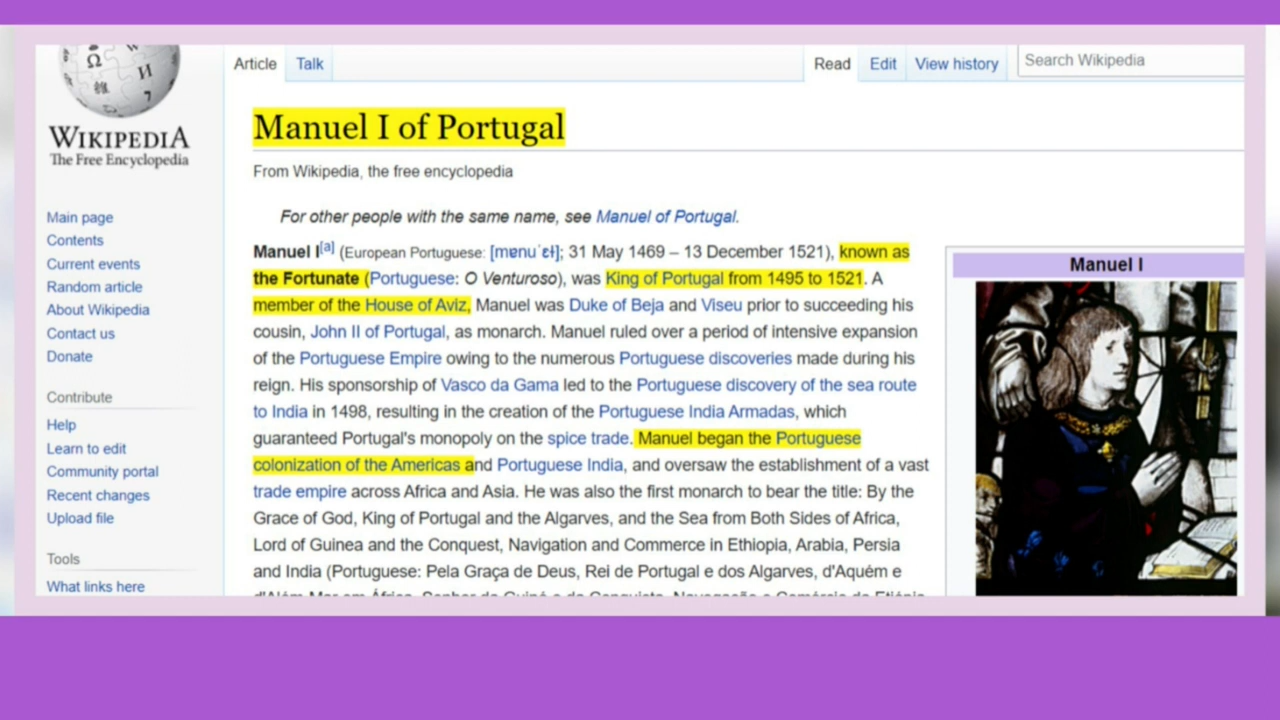 Article Talk Read Edit View history Search Wikipedia
WIKIPEDIA
The Free Encyclopedia
Main page
Contents
Current events
Random article
About Wikipedia
Contact us
Donate
Contribute
Help
Learn to edit
Community portal
Recent changes
Upload file
Tools
What links here
Manuel I of Portugal
From Wikipedia, the free encyclopedia
For other people with the same name, see Manuel of Portugal.
Manuel I[a] (European Portuguese: [mɐnuˈɛɫ]; 31 May 1469 – 13 December 1521), known as
the Fortunate (Portuguese: O Venturoso), was King of Portugal from 1495 to 1521. A
member of the House of Aviz, Manuel was Duke of Beja and Viseu prior to succeeding his
cousin, John II of Portugal, as monarch. Manuel ruled over a period of intensive expansion
of the Portuguese Empire owing to the numerous Portuguese discoveries made during his
reign. His sponsorship of Vasco da Gama led to the Portuguese discovery of the sea route
to India in 1498, resulting in the creation of the Portuguese India Armadas, which
guaranteed Portugal's monopoly on the spice trade. Manuel began the Portuguese
colonization of the Americas and Portuguese India, and oversaw the establishment of a vast
trade empire across Africa and Asia. He was also the first monarch to bear the title: By the
Grace of God, King of Portugal and the Algarves, and the Sea from Both Sides of Africa,
Lord of Guinea and the Conquest, Navigation and Commerce in Ethiopia, Arabia, Persia
and India (Portuguese: Pela Graça de Deus, Rei de Portugal e dos Algarves, d'Aquém e
Manuel I